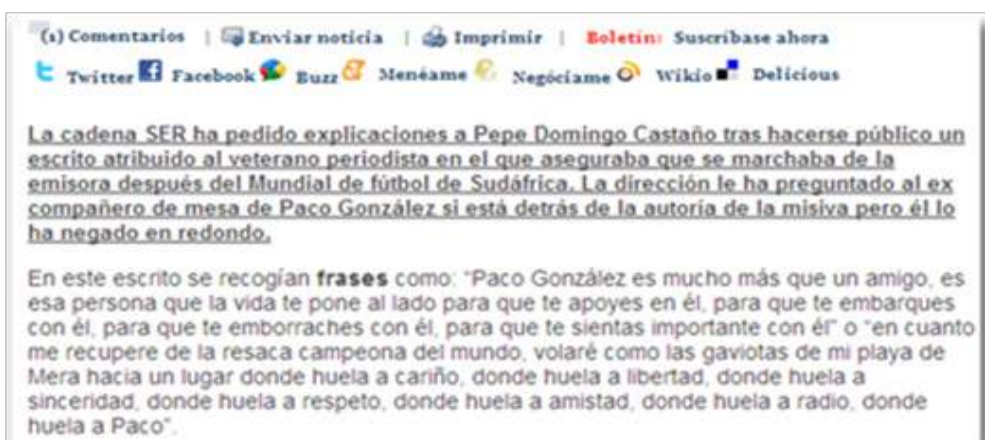 (1) Comentarios | Enviar noticia | Imprimir | Boletín: Suscríbase ahora
Twitter Facebook Buzz Menéame Negóciame Wikio Delicious
La cadena SER ha pedido explicaciones a Pepe Domingo Castaño tras hacerse público un
escrito atribuido al veterano periodista en el que aseguraba que se marchaba de la
emisora después del Mundial de fútbol de Sudáfrica. La dirección le ha preguntado al ex
compañero de mesa de Paco González si está detrás de la autoría de la misiva pero él lo
ha negado en redondo.
En este escrito se recogían frases como: “Paco González es mucho más que un amigo, es
esa persona que la vida te pone al lado para que te apoyes en él, para que te embarques
con él, para que te emborraches con él, para que te sientas importante con él” o “en cuanto
me recupere de la resaca campeona del mundo, volaré como las gaviotas de mi playa de
Mera hacia un lugar donde huela a cariño, donde huela a libertad, donde huela a
sinceridad, donde huela a respeto, donde huela a amistad, donde huela a radio, donde
huela a Paco”.